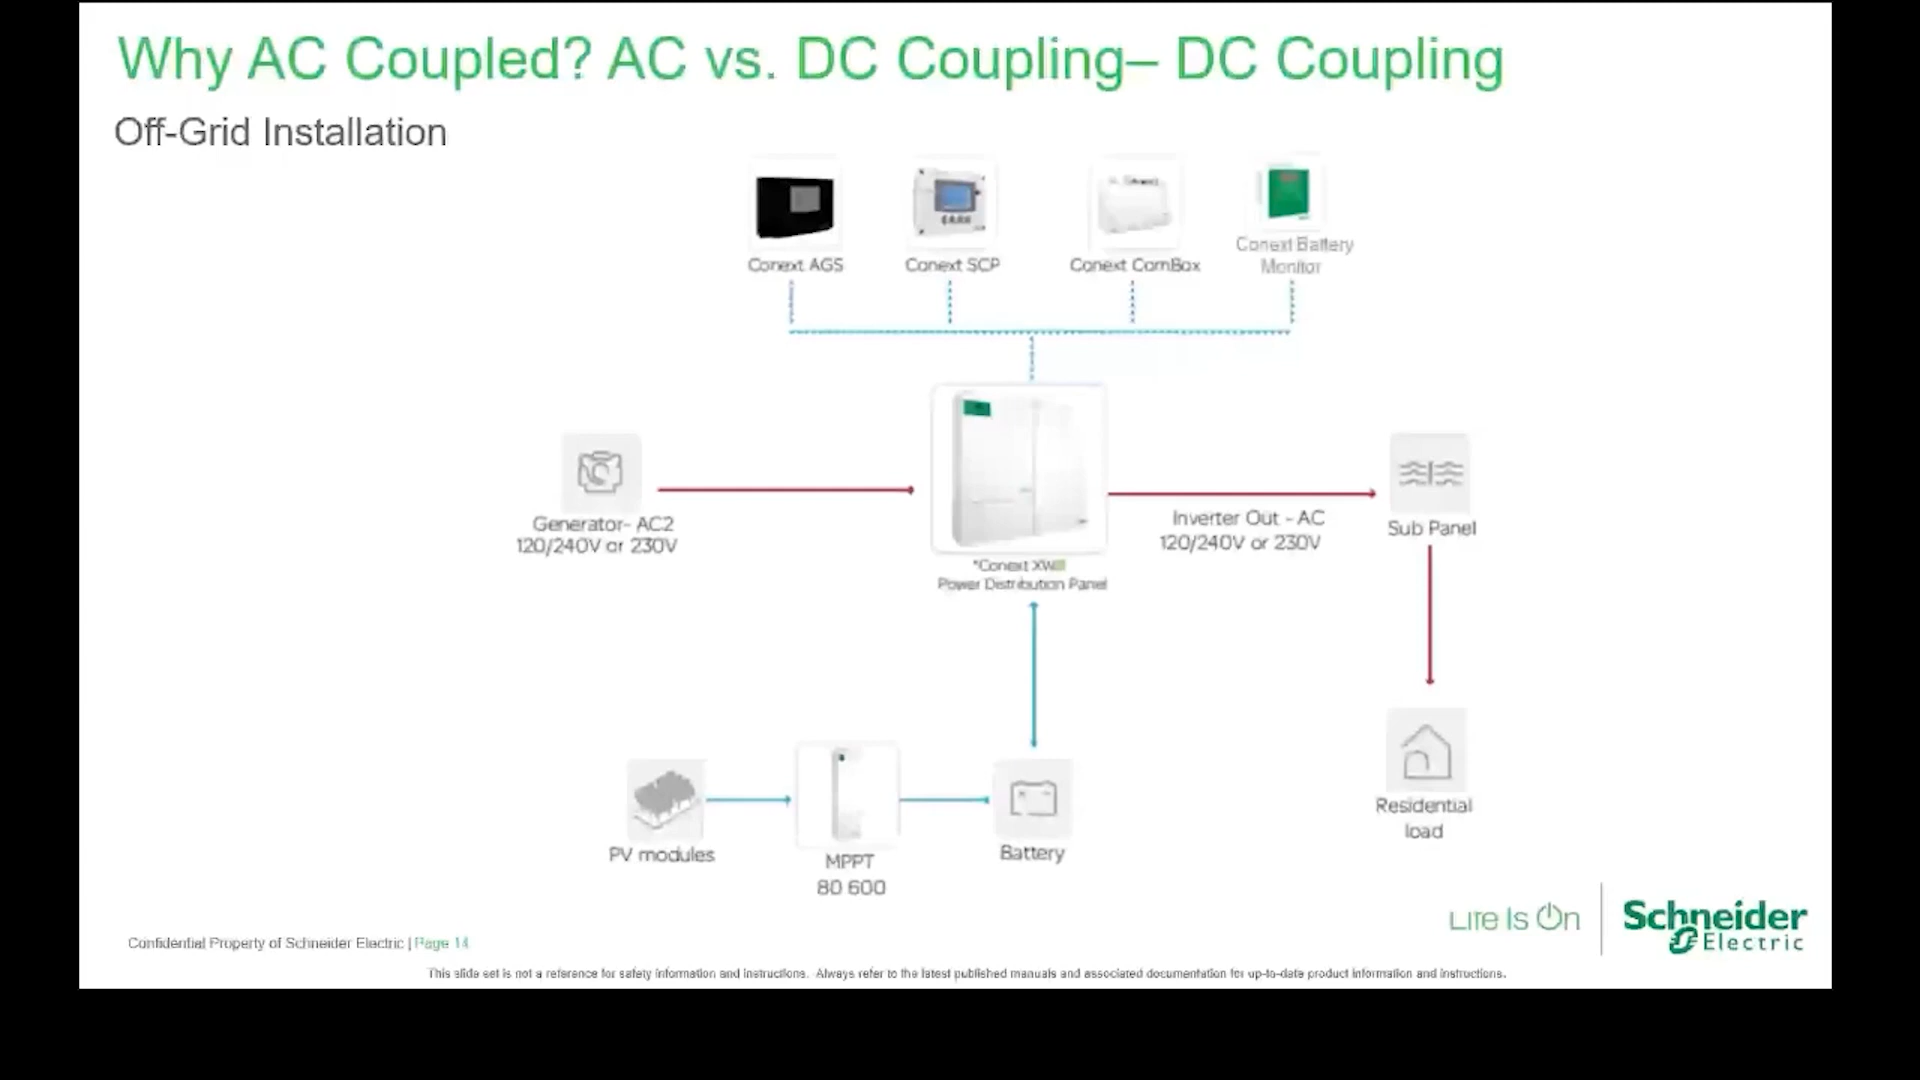 Why AC Coupled? AC vs. DC Coupling– DC Coupling
Off-Grid Installation
Conext AGS
Conext SCP
Conext ComBox
Conext Battery
Monitor
Generator- AC2
120/240V or 230V
*Conext XW
Power Distribution Panel
Inverter Out - AC
120/240V or 230V
Sub Panel
PV modules
MPPT
80 600
Battery
Residential
load
Life Is On
Schneider
Electric
Confidential Property of Schneider Electric | Page 14
This slide set is not a reference for safety information and instructions. Always refer to the latest published manuals and associated documentation for up-to-date product information and instructions.